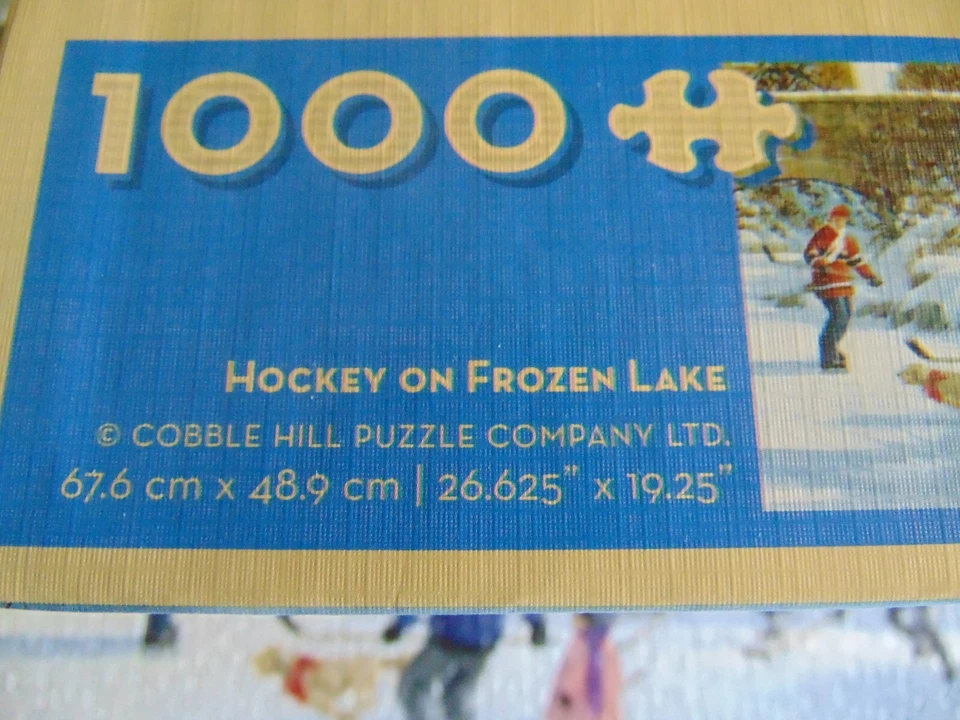 1000
HOCKEY ON FROZEN LAKE
© COBBLE HILL PUZZLE COMPANY LTD.
67.6 cm x 48.9 cm | 26.625" x 19.25"